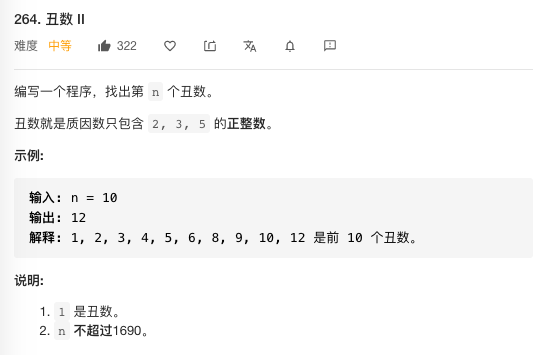 264. 丑数 II
难度 中等 322
编写一个程序，找出第 n 个丑数。
丑数就是质因数只包含 2, 3, 5 的正整数。
示例:
输入: n = 10
输出: 12
解释: 1, 2, 3, 4, 5, 6, 8, 9, 10, 12 是前 10 个丑数。
说明:
1. 1 是丑数。
2. n 不超过1690。